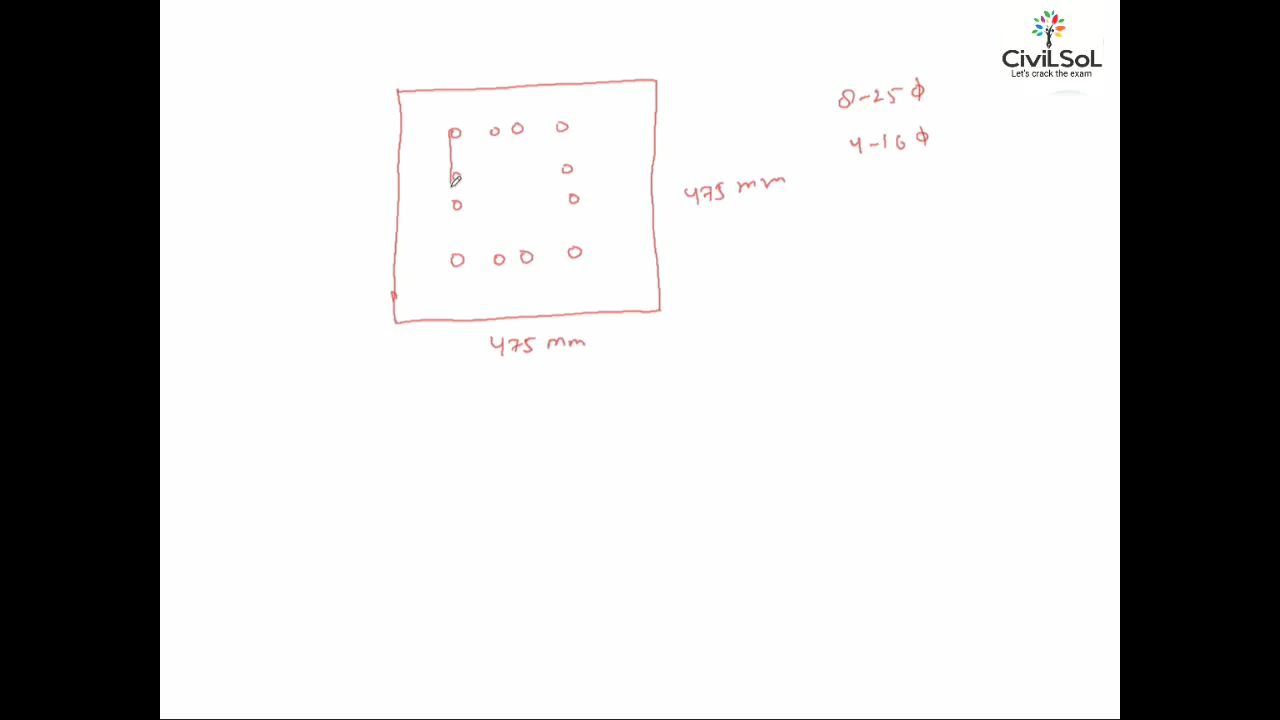 CiviLSoL
Let's crack the exam
8-25 ϕ
4-16 ϕ
475 mm
475 mm